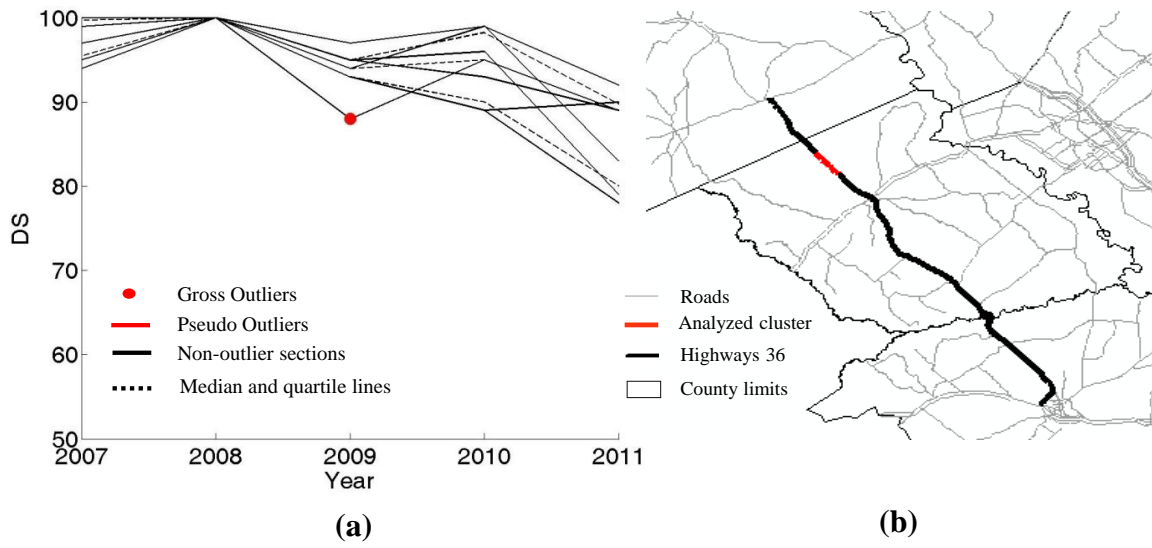 100
90
80
70
60
50
DS
2007
2008
2009
2010
2011
Year
Gross Outliers
Pseudo Outliers
Non-outlier sections
Median and quartile lines
(a)
Roads
Analyzed cluster
Highways 36
County limits
(b)